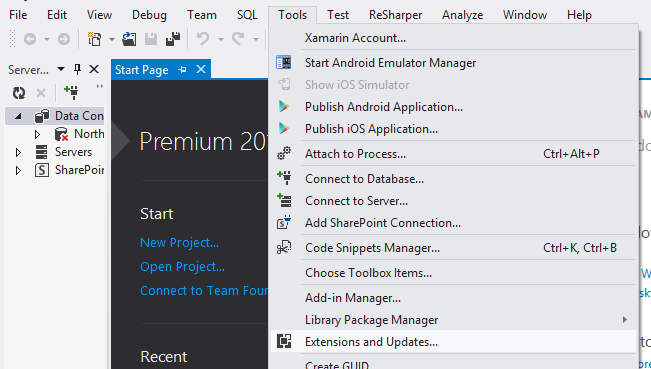 File Edit View Debug Team SQL Tools Test ReSharper Analyze Window Help
Server...
Data Con
North
Servers
SharePoin
Start Page
Premium 20
Start
New Project...
Open Project...
Connect to Team Foun
Recent
Xamarin Account...
Start Android Emulator Manager
Show iOS Simulator
Publish Android Application...
Publish iOS Application...
Attach to Process... Ctrl+Alt+P
Connect to Database...
Connect to Server...
Add SharePoint Connection...
Code Snippets Manager... Ctrl+K, Ctrl+B
Choose Toolbox Items...
Add-in Manager...
Library Package Manager
Extensions and Updates...
Create GUID